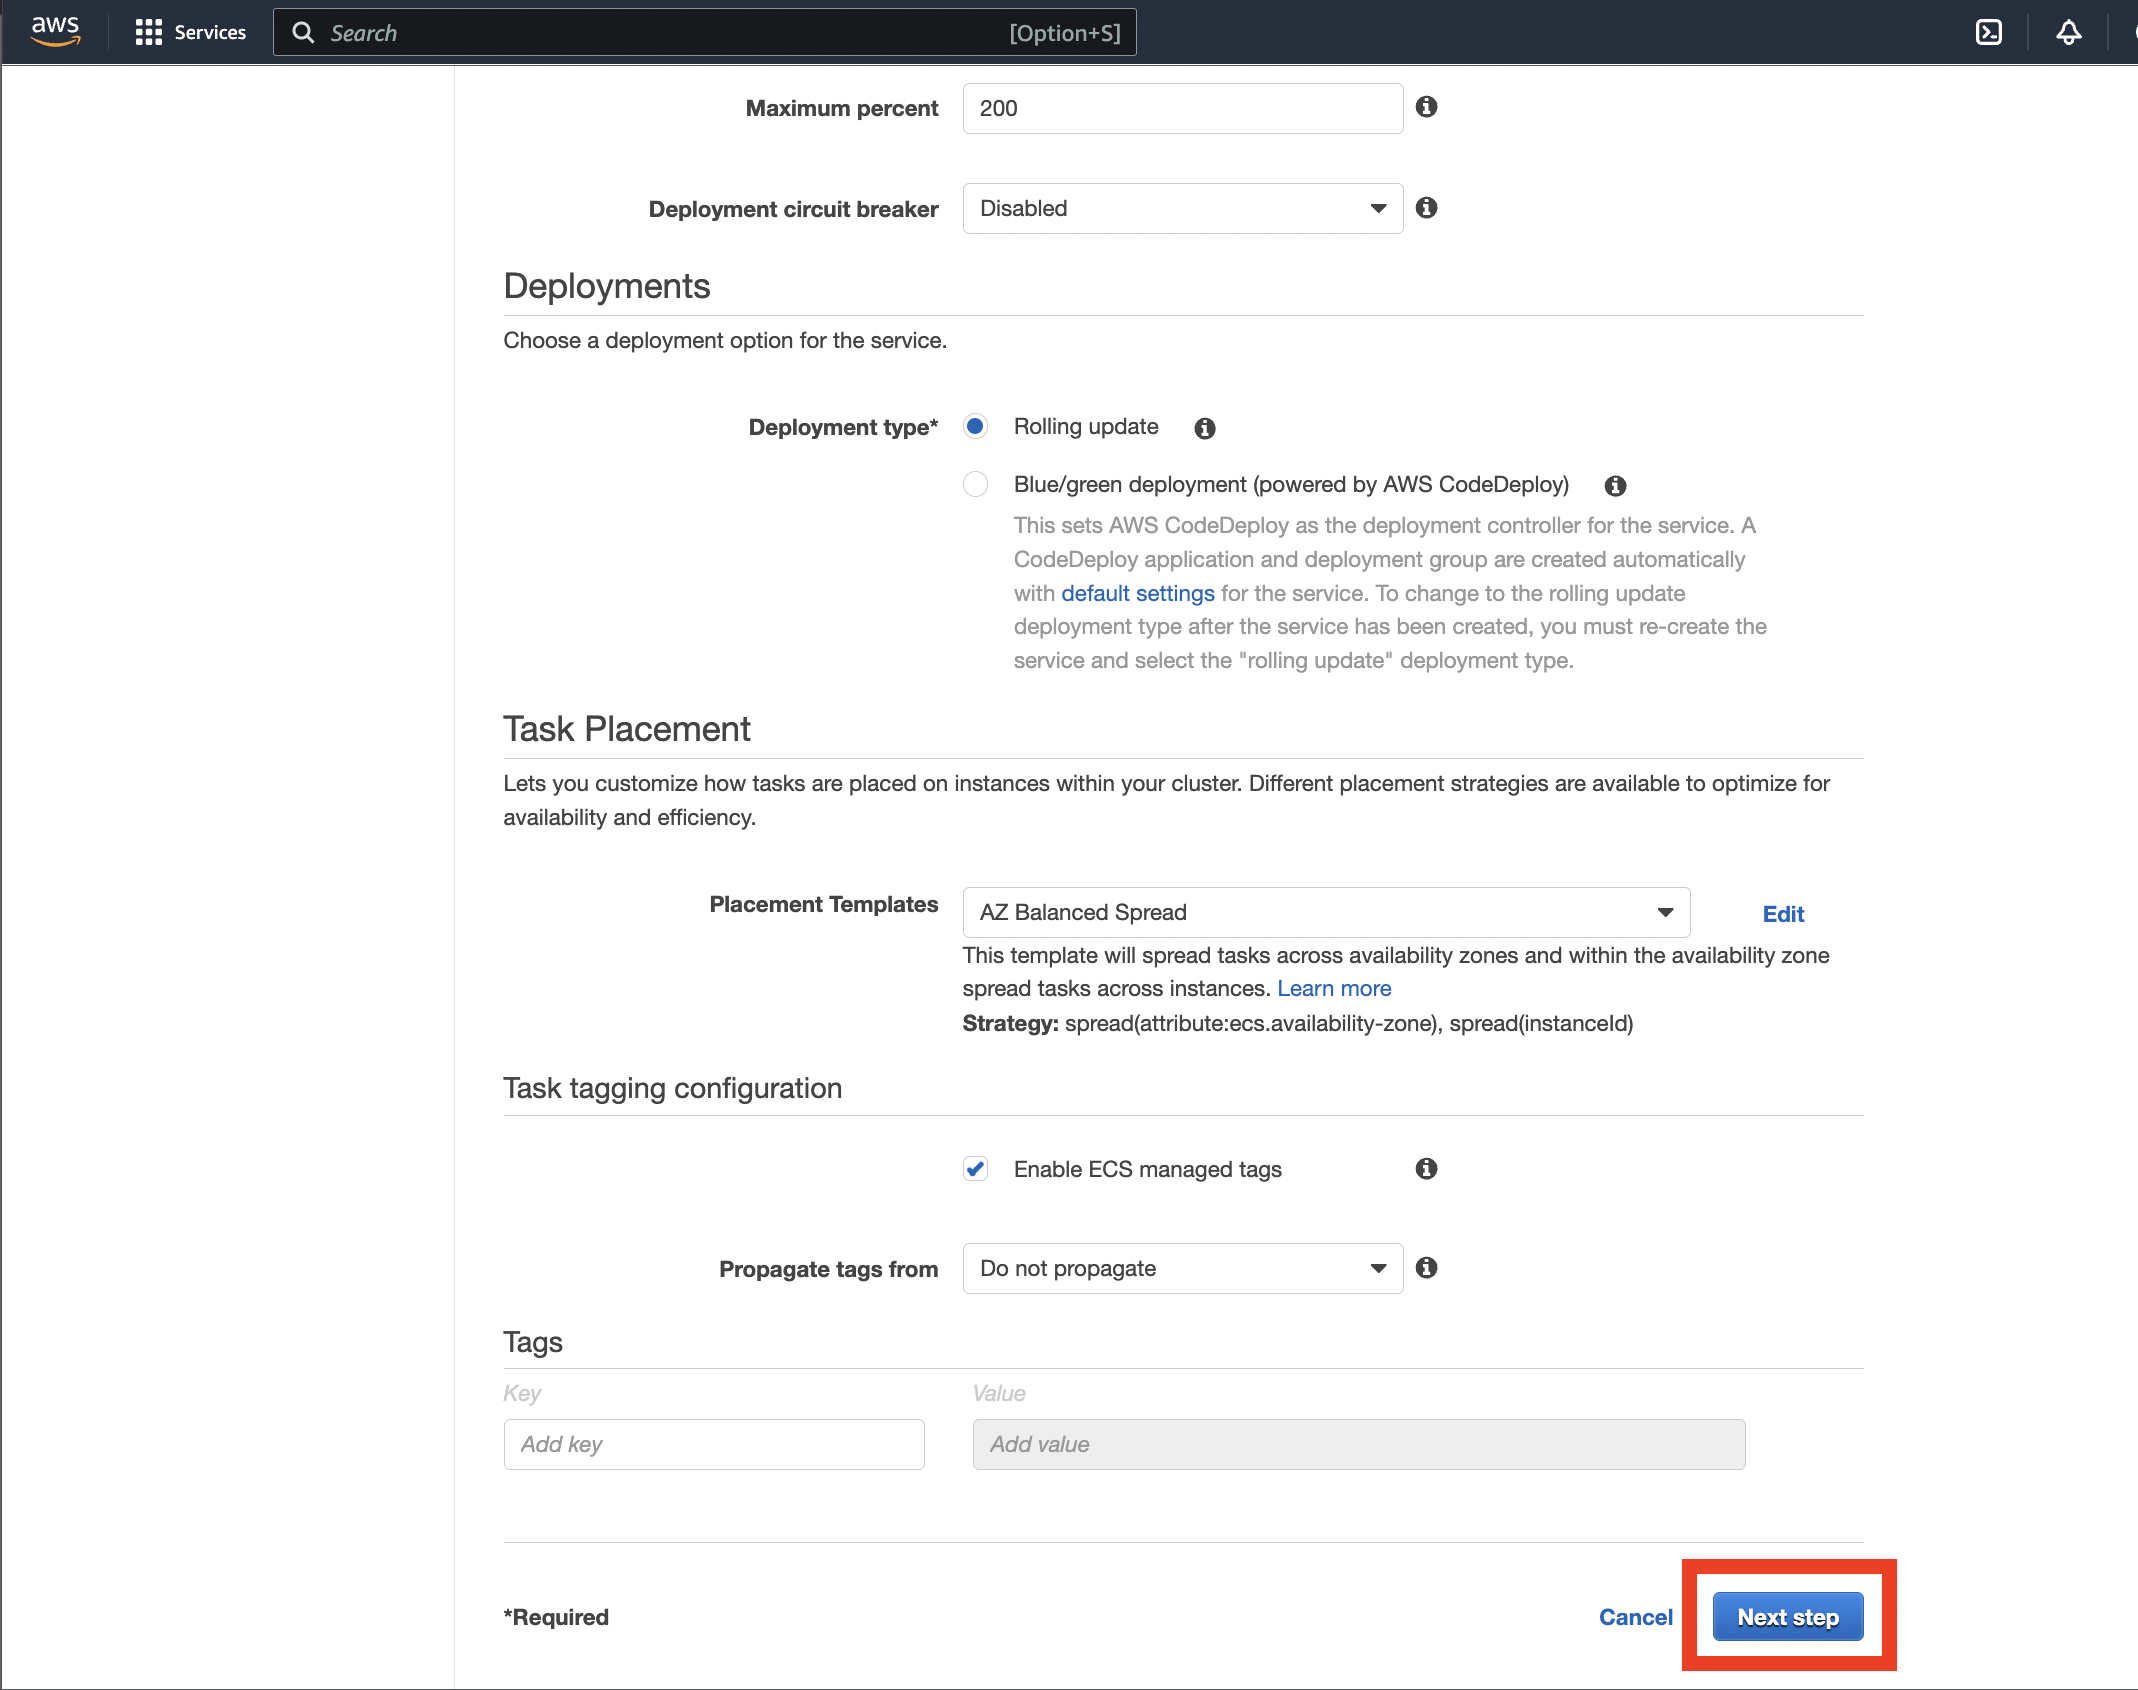 aws
Services
Search
[Option+S]
Maximum percent
200
Deployment circuit breaker
Disabled
Deployments
Choose a deployment option for the service.
Deployment type*
Rolling update
Blue/green deployment (powered by AWS CodeDeploy)
This sets AWS CodeDeploy as the deployment controller for the service. A
CodeDeploy application and deployment group are created automatically
with default settings for the service. To change to the rolling update
deployment type after the service has been created, you must re-create the
service and select the "rolling update" deployment type.
Task Placement
Lets you customize how tasks are placed on instances within your cluster. Different placement strategies are available to optimize for
availability and efficiency.
Placement Templates
AZ Balanced Spread
Edit
This template will spread tasks across availability zones and within the availability zone
spread tasks across instances. Learn more
Strategy: spread(attribute:ecs.availability-zone), spread(instanceId)
Task tagging configuration
Enable ECS managed tags
Propagate tags from
Do not propagate
Tags
Key
Value
Add key
Add value
*Required
Cancel
Next step